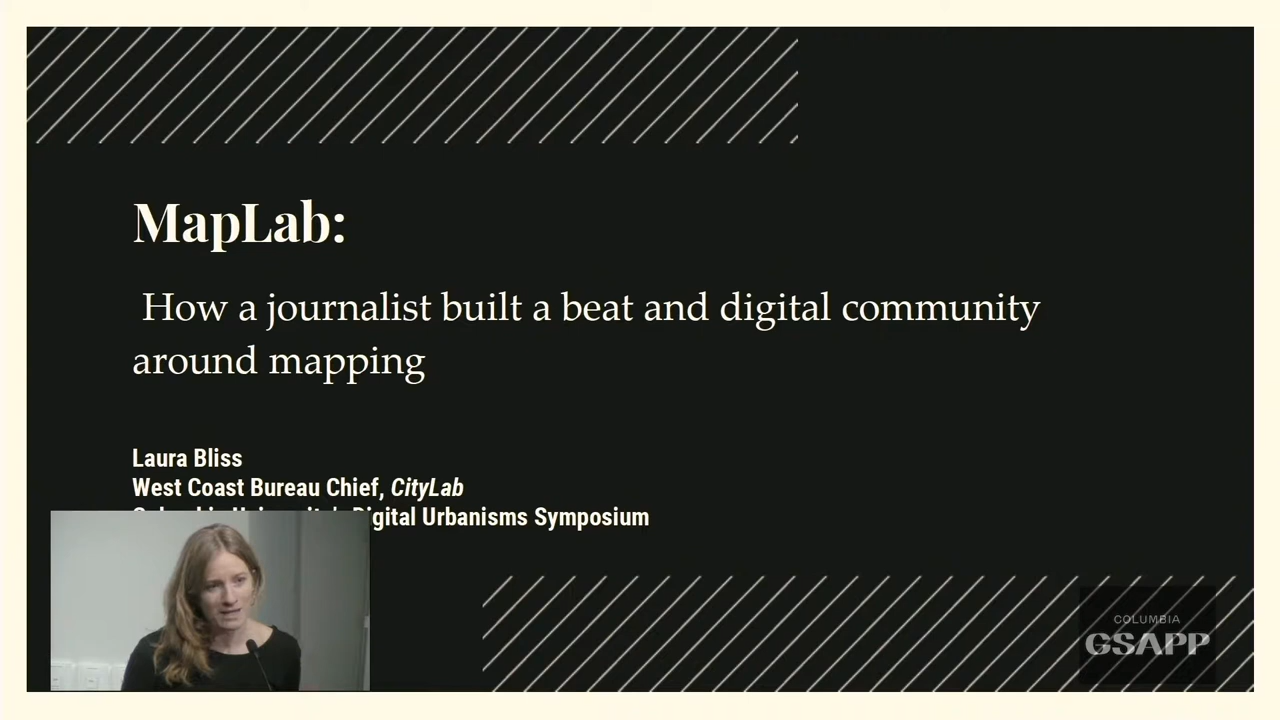 MapLab:
How a journalist built a beat and digital community
around mapping
Laura Bliss
West Coast Bureau Chief, CityLab
Digital Urbanisms Symposium
COLUMBIA
GSAPP